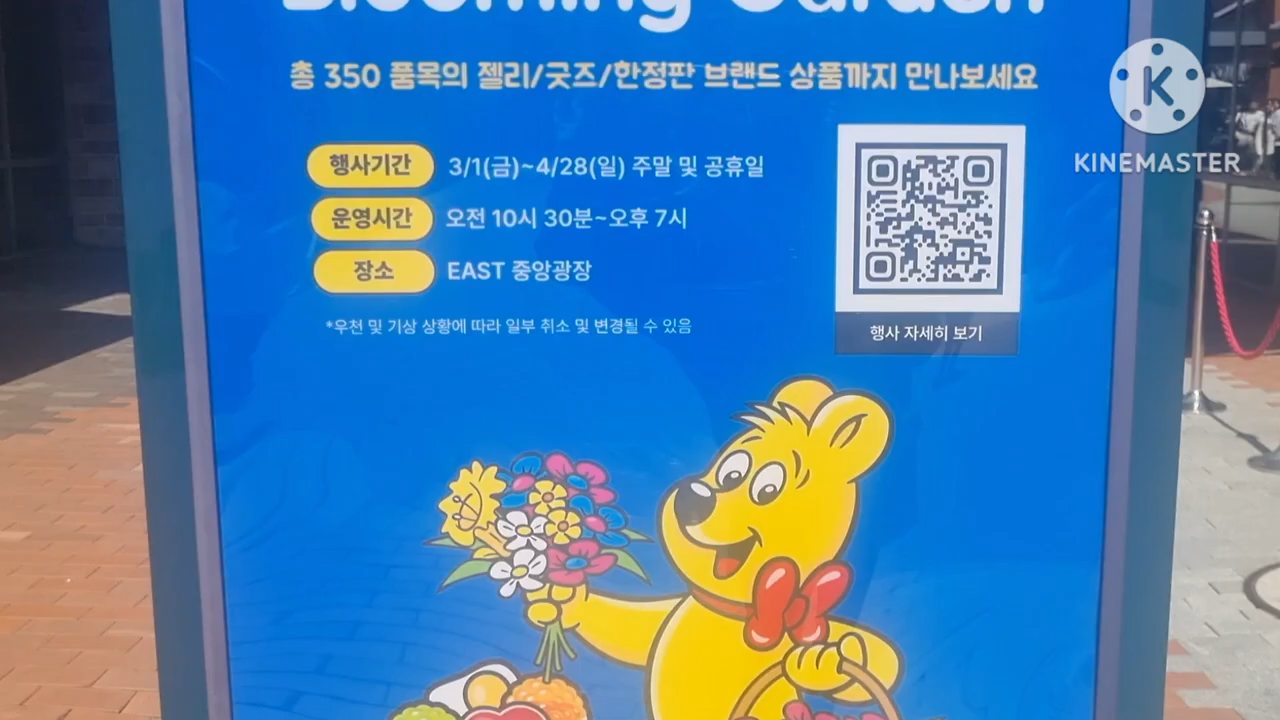 Blooming Garden
총 350 품목의 젤리/굿즈/한정판 브랜드 상품까지 만나보세요
행사기간 3/1(금)~4/28(일) 주말 및 공휴일
운영시간 오전 10시 30분~오후 7시
장소 EAST 중앙광장
*우천 및 기상 상황에 따라 일부 취소 및 변경될 수 있음
행사 자세히 보기
K
KINEMASTER